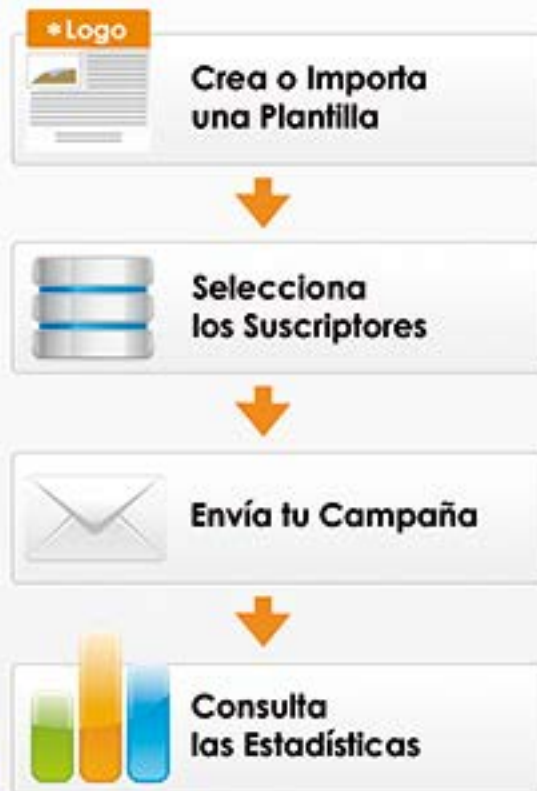 *Logo
Crea o Importa
una Plantilla
Selecciona
los Suscriptores
Envía tu Campaña
Consulta
las Estadísticas